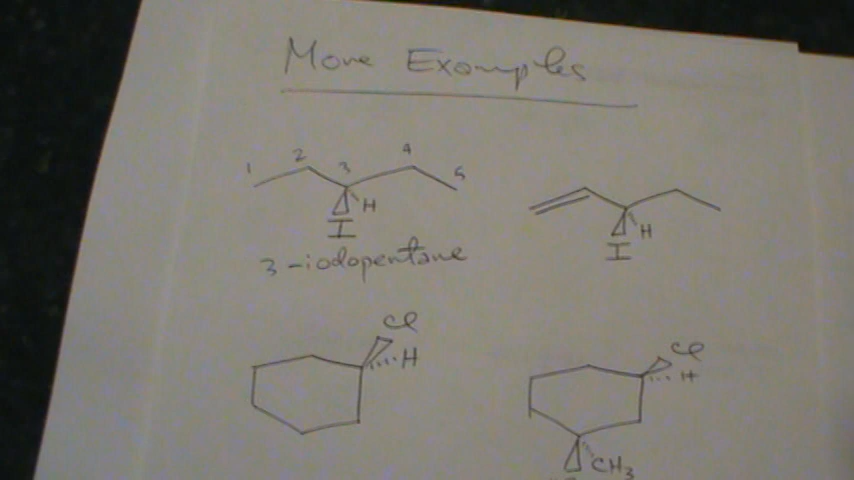 More Examples
1 2 3 4 5
H
I
H
I
3-iodopentane
Cl
H
Cl
H
CH3